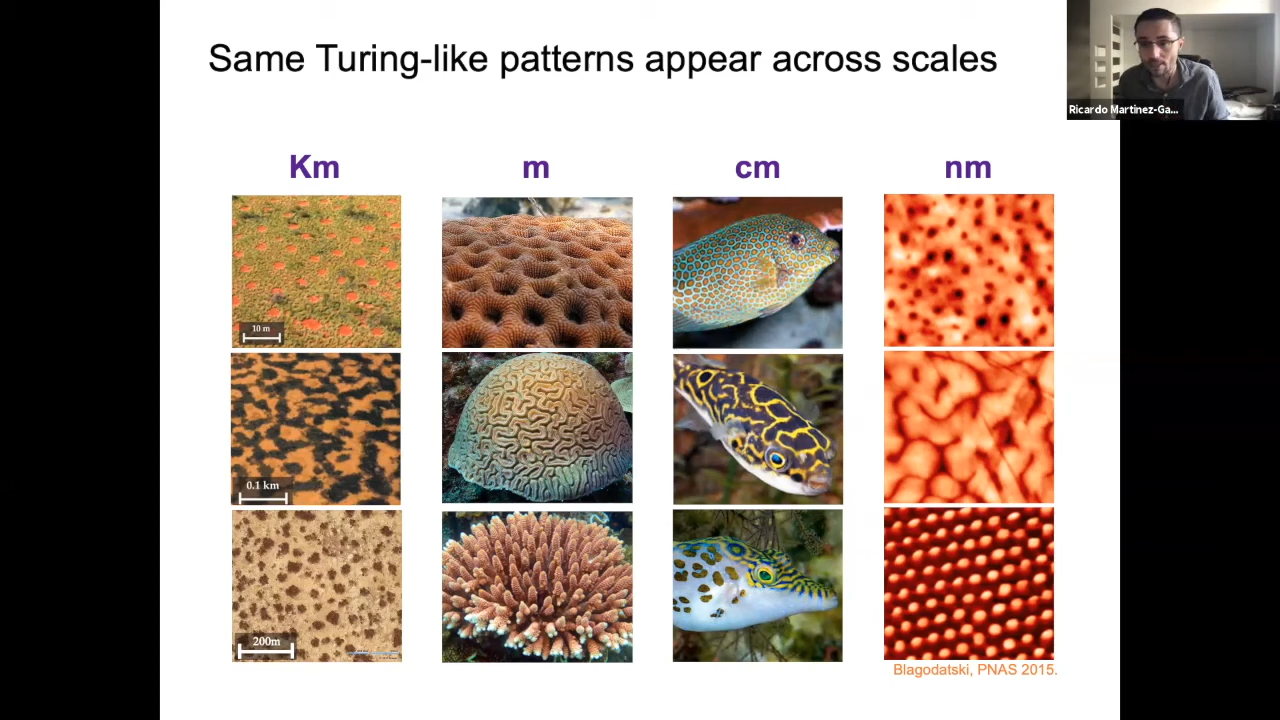 Same Turing-like patterns appear across scales
Ricardo Martinez-Ga...
Km
m
cm
nm
10 m
0.1 km
200m
Blagodatski, PNAS 2015.